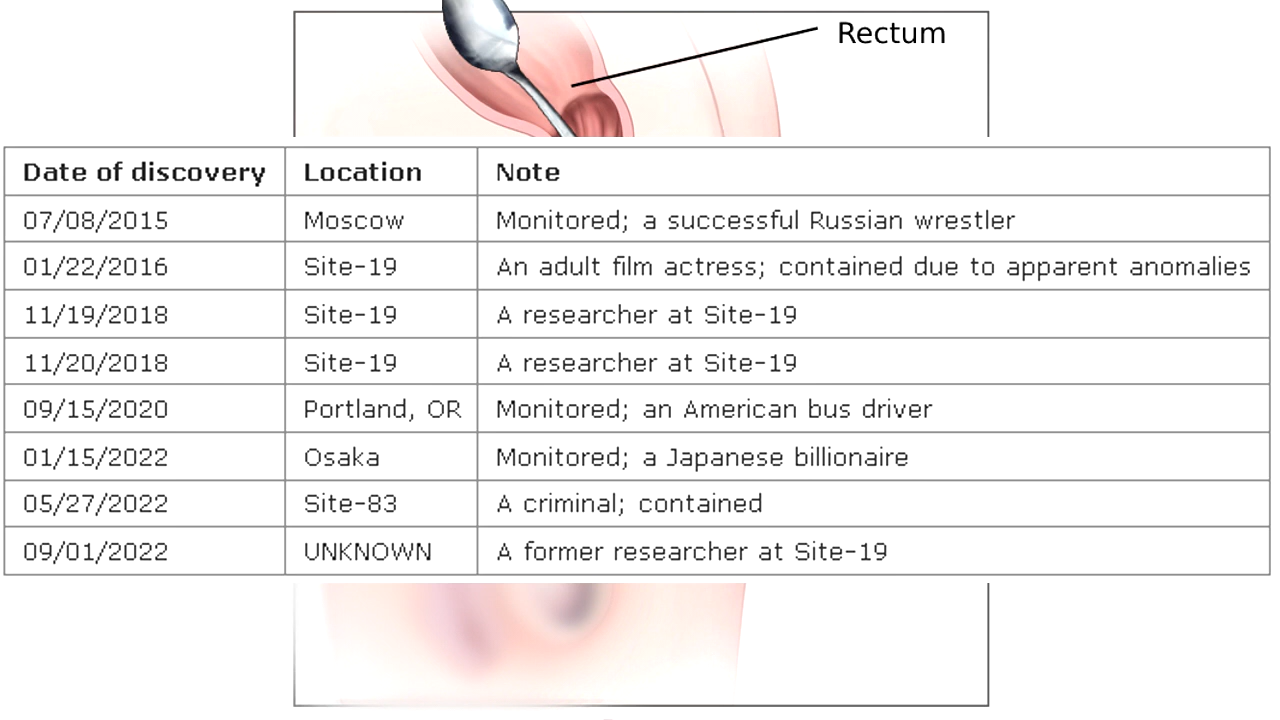 Rectum
Date of discovery Location Note
07/08/2015 Moscow Monitored; a successful Russian wrestler
01/22/2016 Site-19 An adult film actress; contained due to apparent anomalies
11/19/2018 Site-19 A researcher at Site-19
11/20/2018 Site-19 A researcher at Site-19
09/15/2020 Portland, OR Monitored; an American bus driver
01/15/2022 Osaka Monitored; a Japanese billionaire
05/27/2022 Site-83 A criminal; contained
09/01/2022 UNKNOWN A former researcher at Site-19